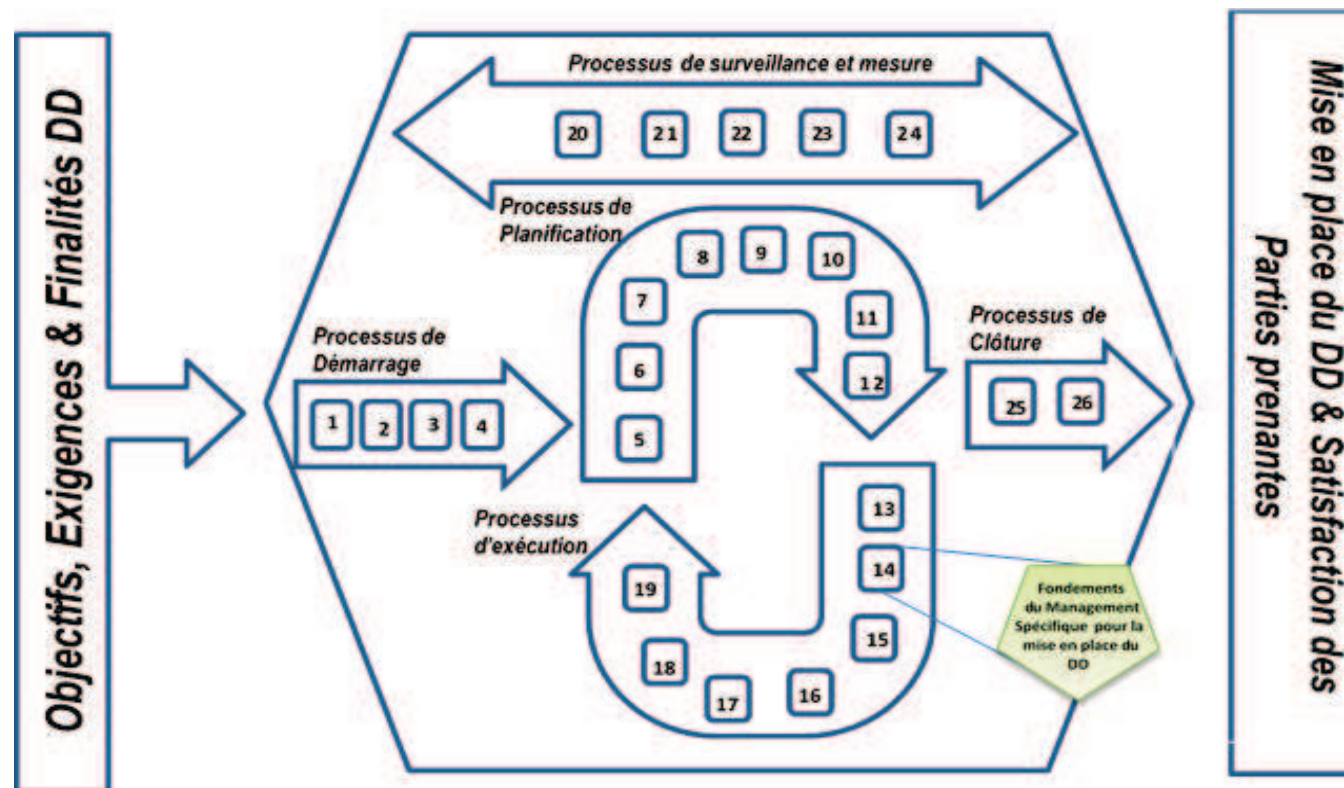 Objectifs, Exigences & Finalités DD
Processus de surveillance et mesure
20 21 22 23 24
Processus de
Planification
5
6
7
8
9
10
11
12
Processus de
Démarrage
1 2 3 4
Processus de
Clôture
25 26
Processus
d'exécution
13
14
15
16
17
18
19
Fondements
du Management
Spécifique pour la
mise en place du
DD
Mise en place du DD & Satisfaction des
Parties prenantes